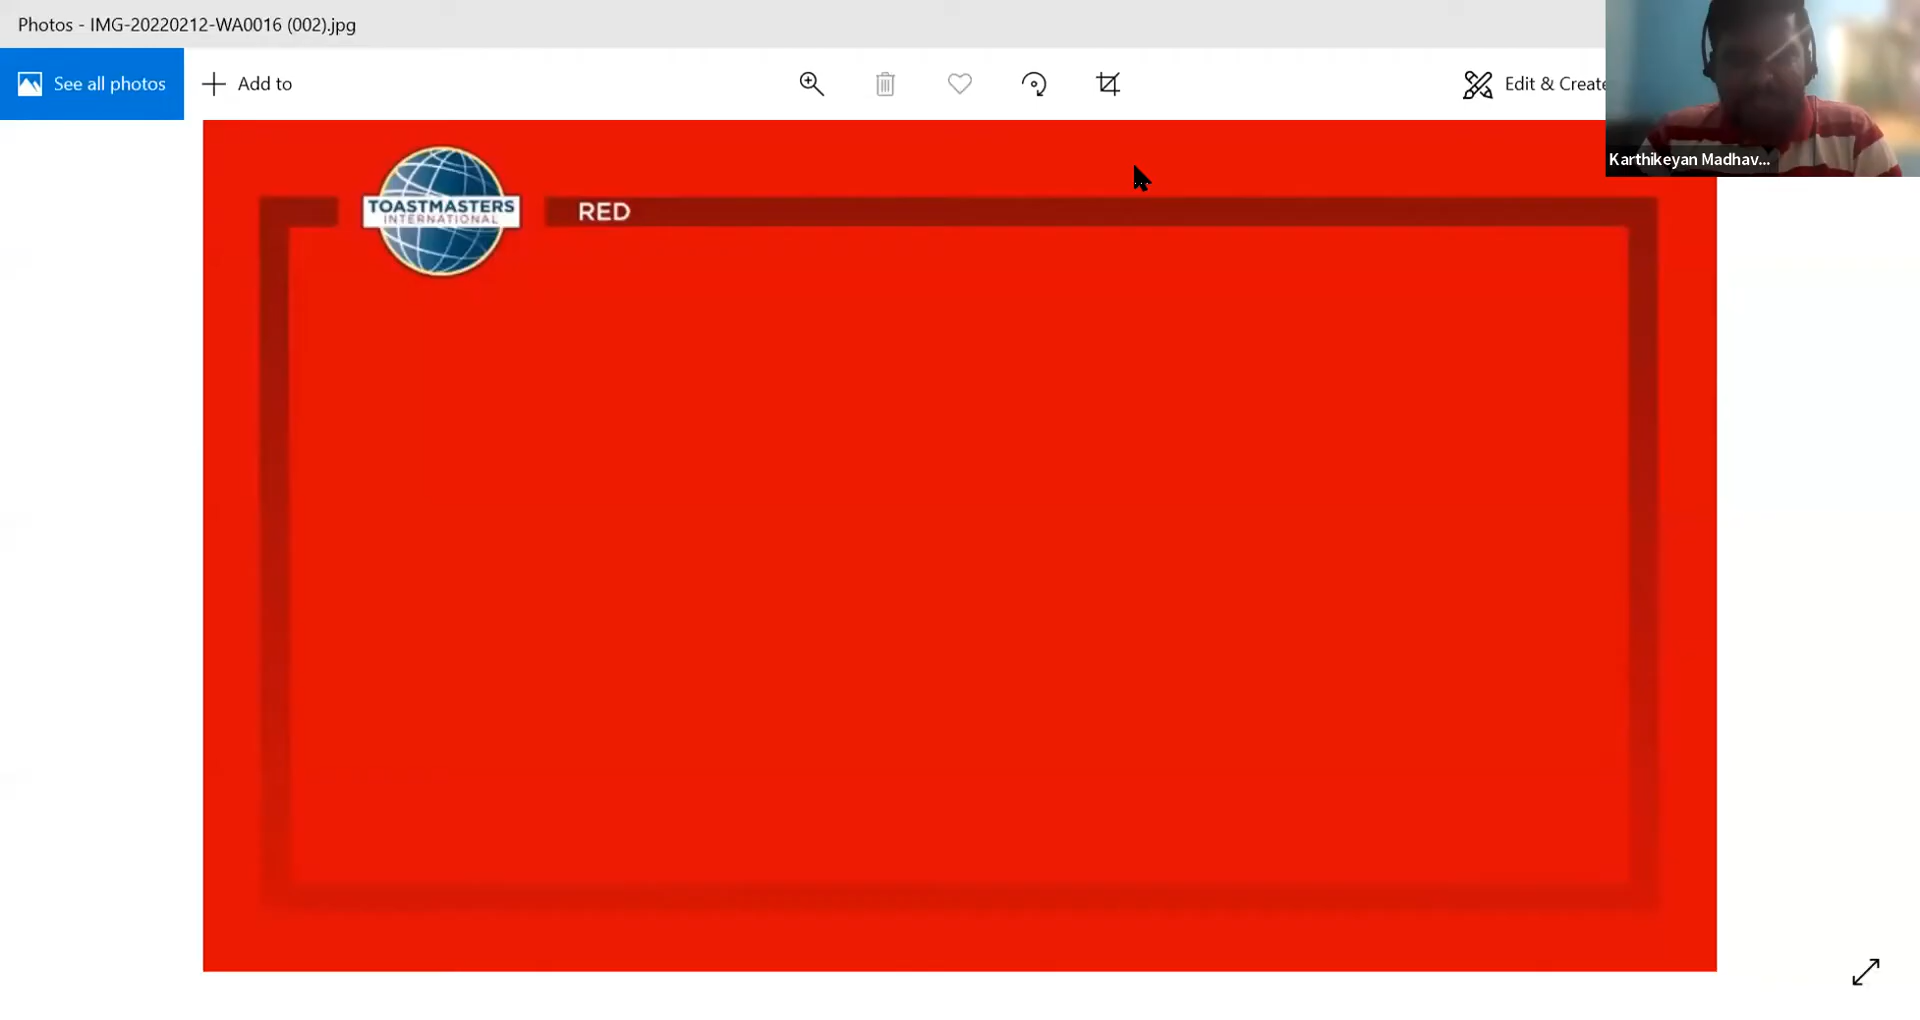 Photos - IMG-20220212-WA0016 (002).jpg
See all photos
Add to
Edit & Create
Karthikeyan Madhav...
TOASTMASTERS
INTERNATIONAL
RED